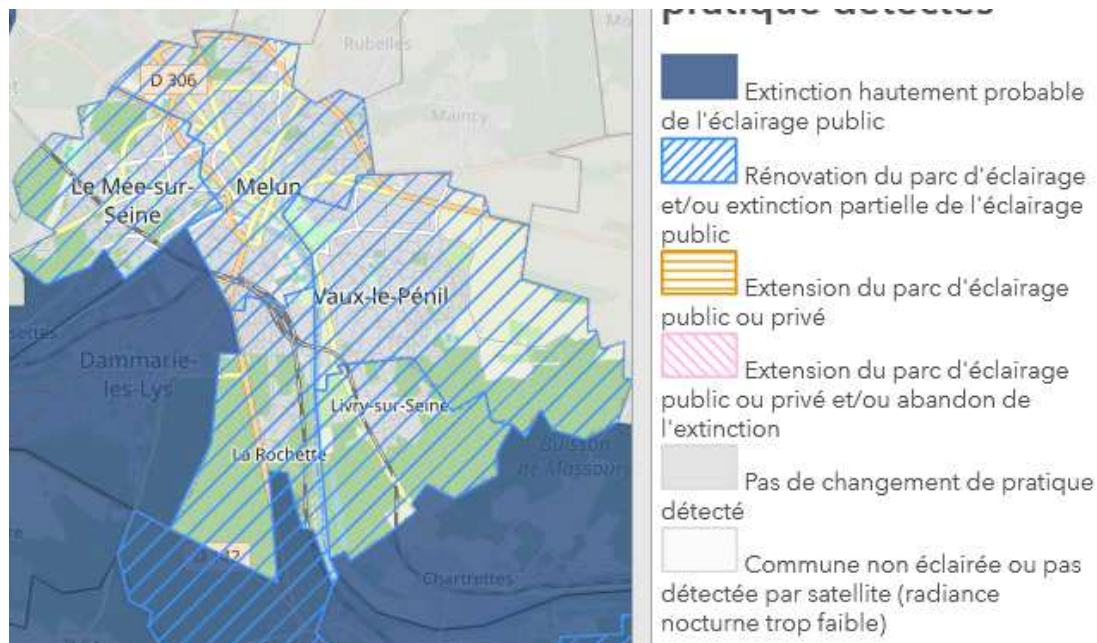 pratique détectés
Rubelles
D 306
Maincy
Le Mée-sur-
Seine
Melun
Vaux-le-Pénil
Dammarie-
les-Lys
Livry-sur-Seine
La Rochette
Buisson
de Massour
Chartrettes
Extinction hautement probable
de l'éclairage public
Rénovation du parc d'éclairage
et/ou extinction partielle de l'éclairage
public
Extension du parc d'éclairage
public ou privé
Extension du parc d'éclairage
public ou privé et/ou abandon de
l'extinction
Pas de changement de pratique
détecté
Commune non éclairée ou pas
détectée par satellite (radiance
nocturne trop faible)